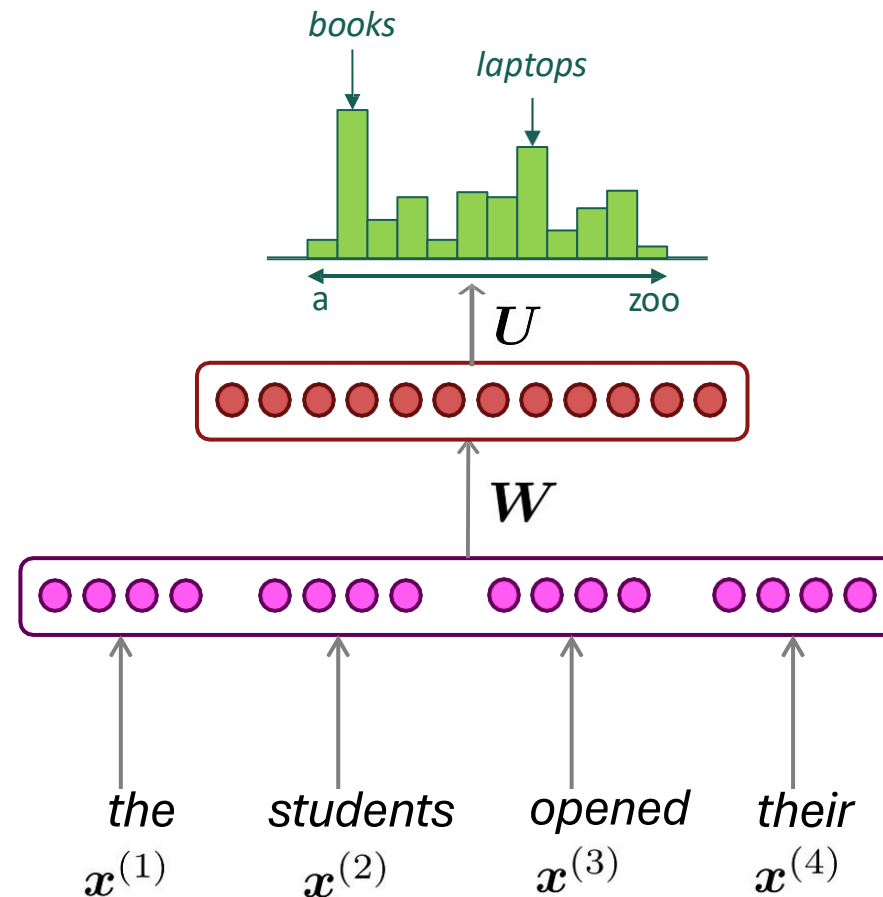 books
laptops
a zoo
U
W
the students opened their
x^(1) x^(2) x^(3) x^(4)